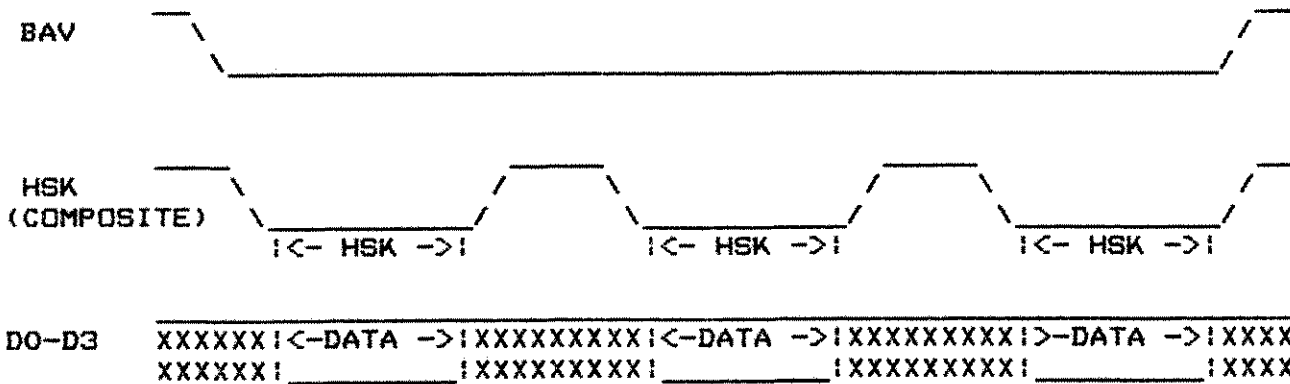 BAV
HSK
(COMPOSITE)
|<- HSK ->| |<- HSK ->| |<- HSK ->|
D0-D3 XXXXXX|<-DATA ->|XXXXXXXXX|<-DATA ->|XXXXXXXXX|>-DATA ->|XXXX
XXXXXX| |XXXXXXXXX| |XXXXXXXXX| |XXXX